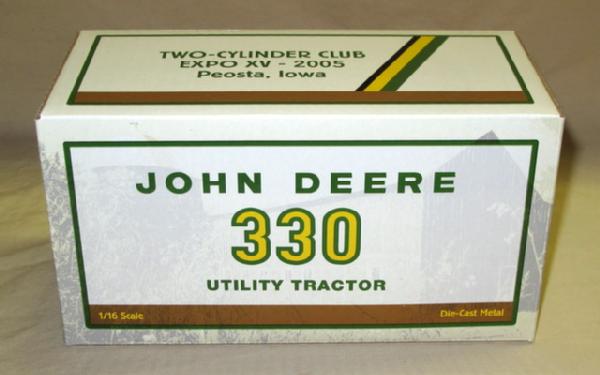 TWO-CYLINDER CLUB
EXPO XV - 2005
Peosta, Iowa
JOHN DEERE
330
UTILITY TRACTOR
1/16 Scale
Die-Cast Metal